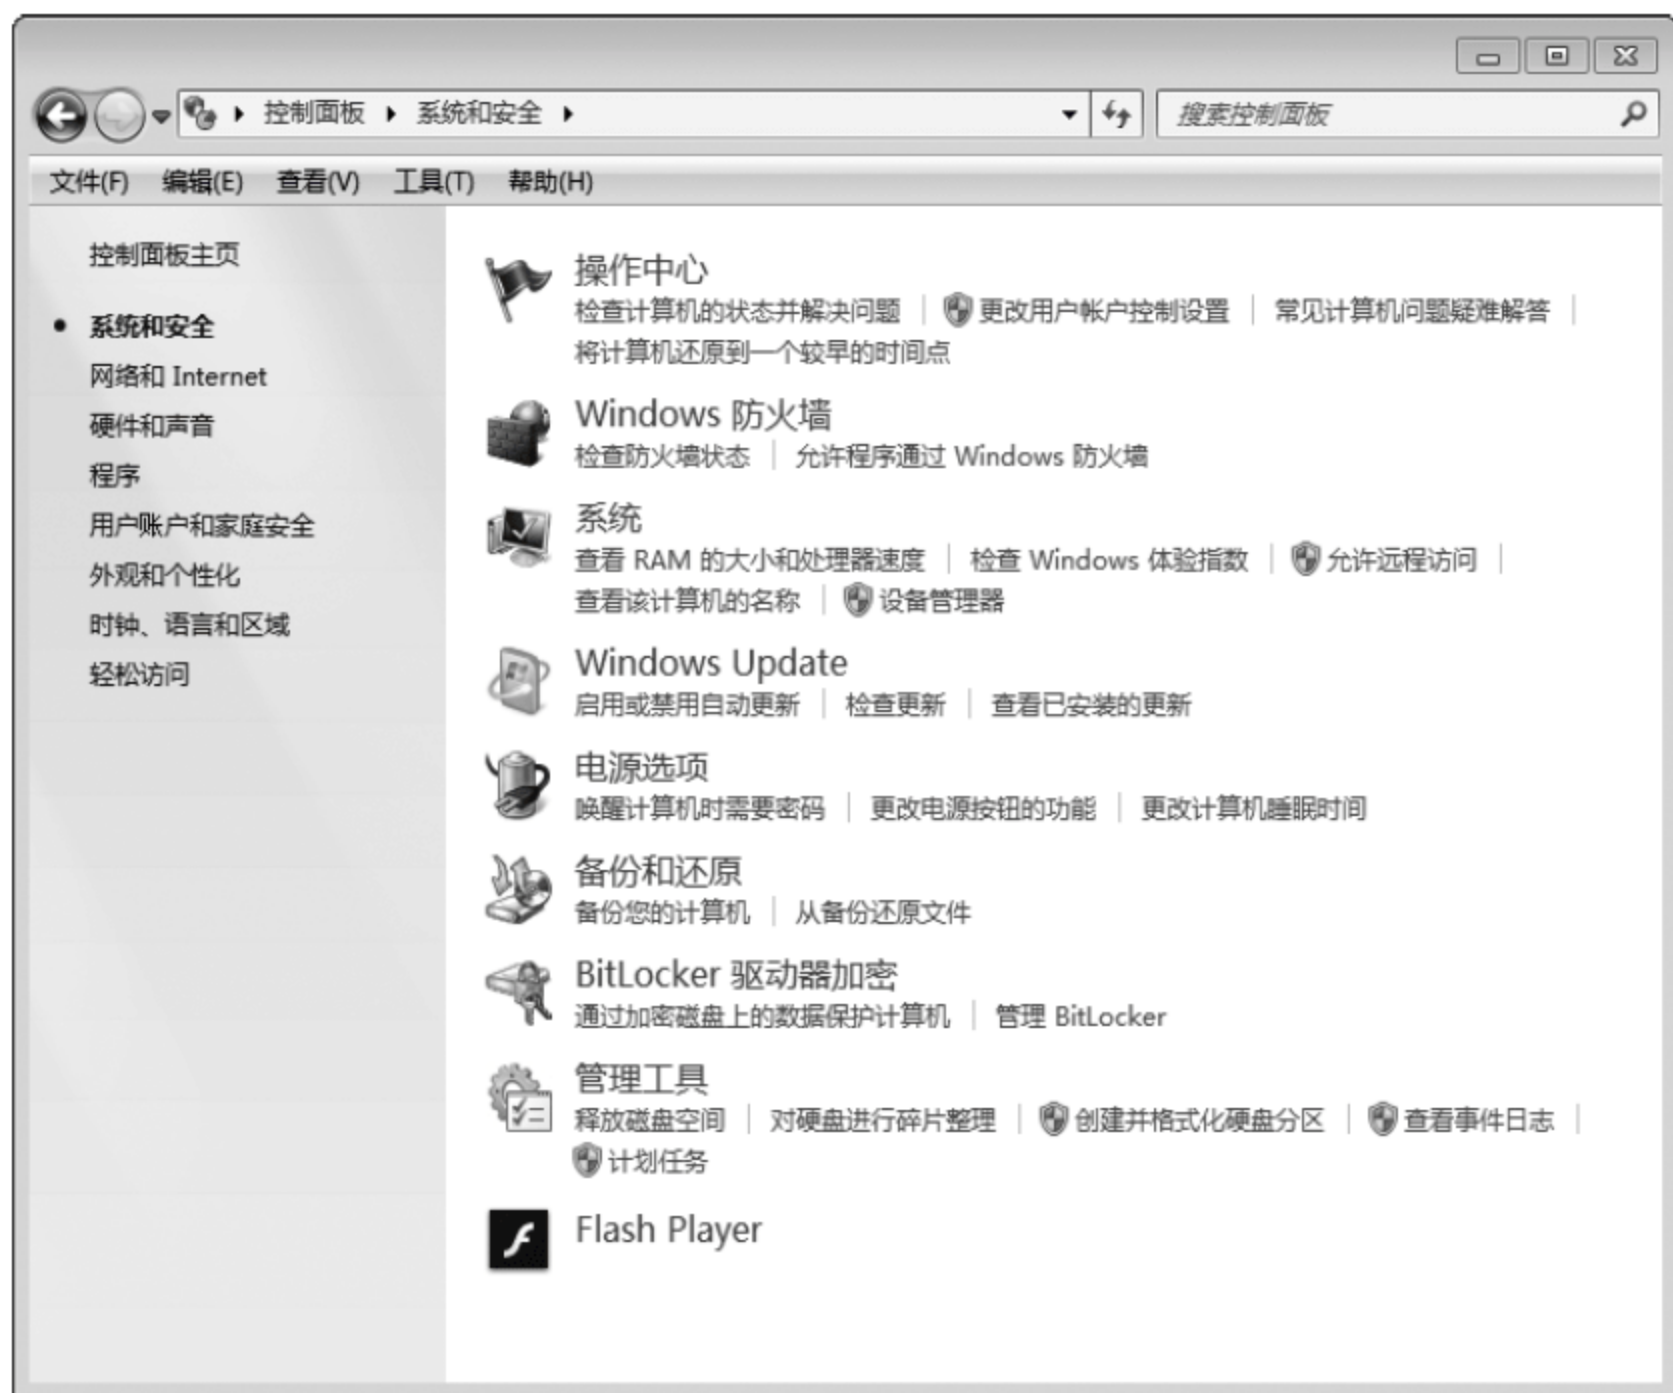 控制面板 系统和安全 搜索控制面板
文件(F) 编辑(E) 查看(V) 工具(T) 帮助(H)
控制面板主页
系统和安全
网络和 Internet
硬件和声音
程序
用户账户和家庭安全
外观和个性化
时钟、语言和区域
轻松访问
操作中心
检查计算机的状态并解决问题 更改用户帐户控制设置 常见计算机问题疑难解答
将计算机还原到一个较早的时间点
Windows 防火墙
检查防火墙状态 允许程序通过 Windows 防火墙
系统
查看 RAM 的大小和处理器速度 检查 Windows 体验指数 允许远程访问
查看该计算机的名称 设备管理器
Windows Update
启用或禁用自动更新 检查更新 查看已安装的更新
电源选项
唤醒计算机时需要密码 更改电源按钮的功能 更改计算机睡眠时间
备份和还原
备份您的计算机 从备份还原文件
BitLocker 驱动器加密
通过加密磁盘上的数据保护计算机 管理 BitLocker
管理工具
释放磁盘空间 对硬盘进行碎片整理 创建并格式化硬盘分区 查看事件日志
计划任务
Flash Player